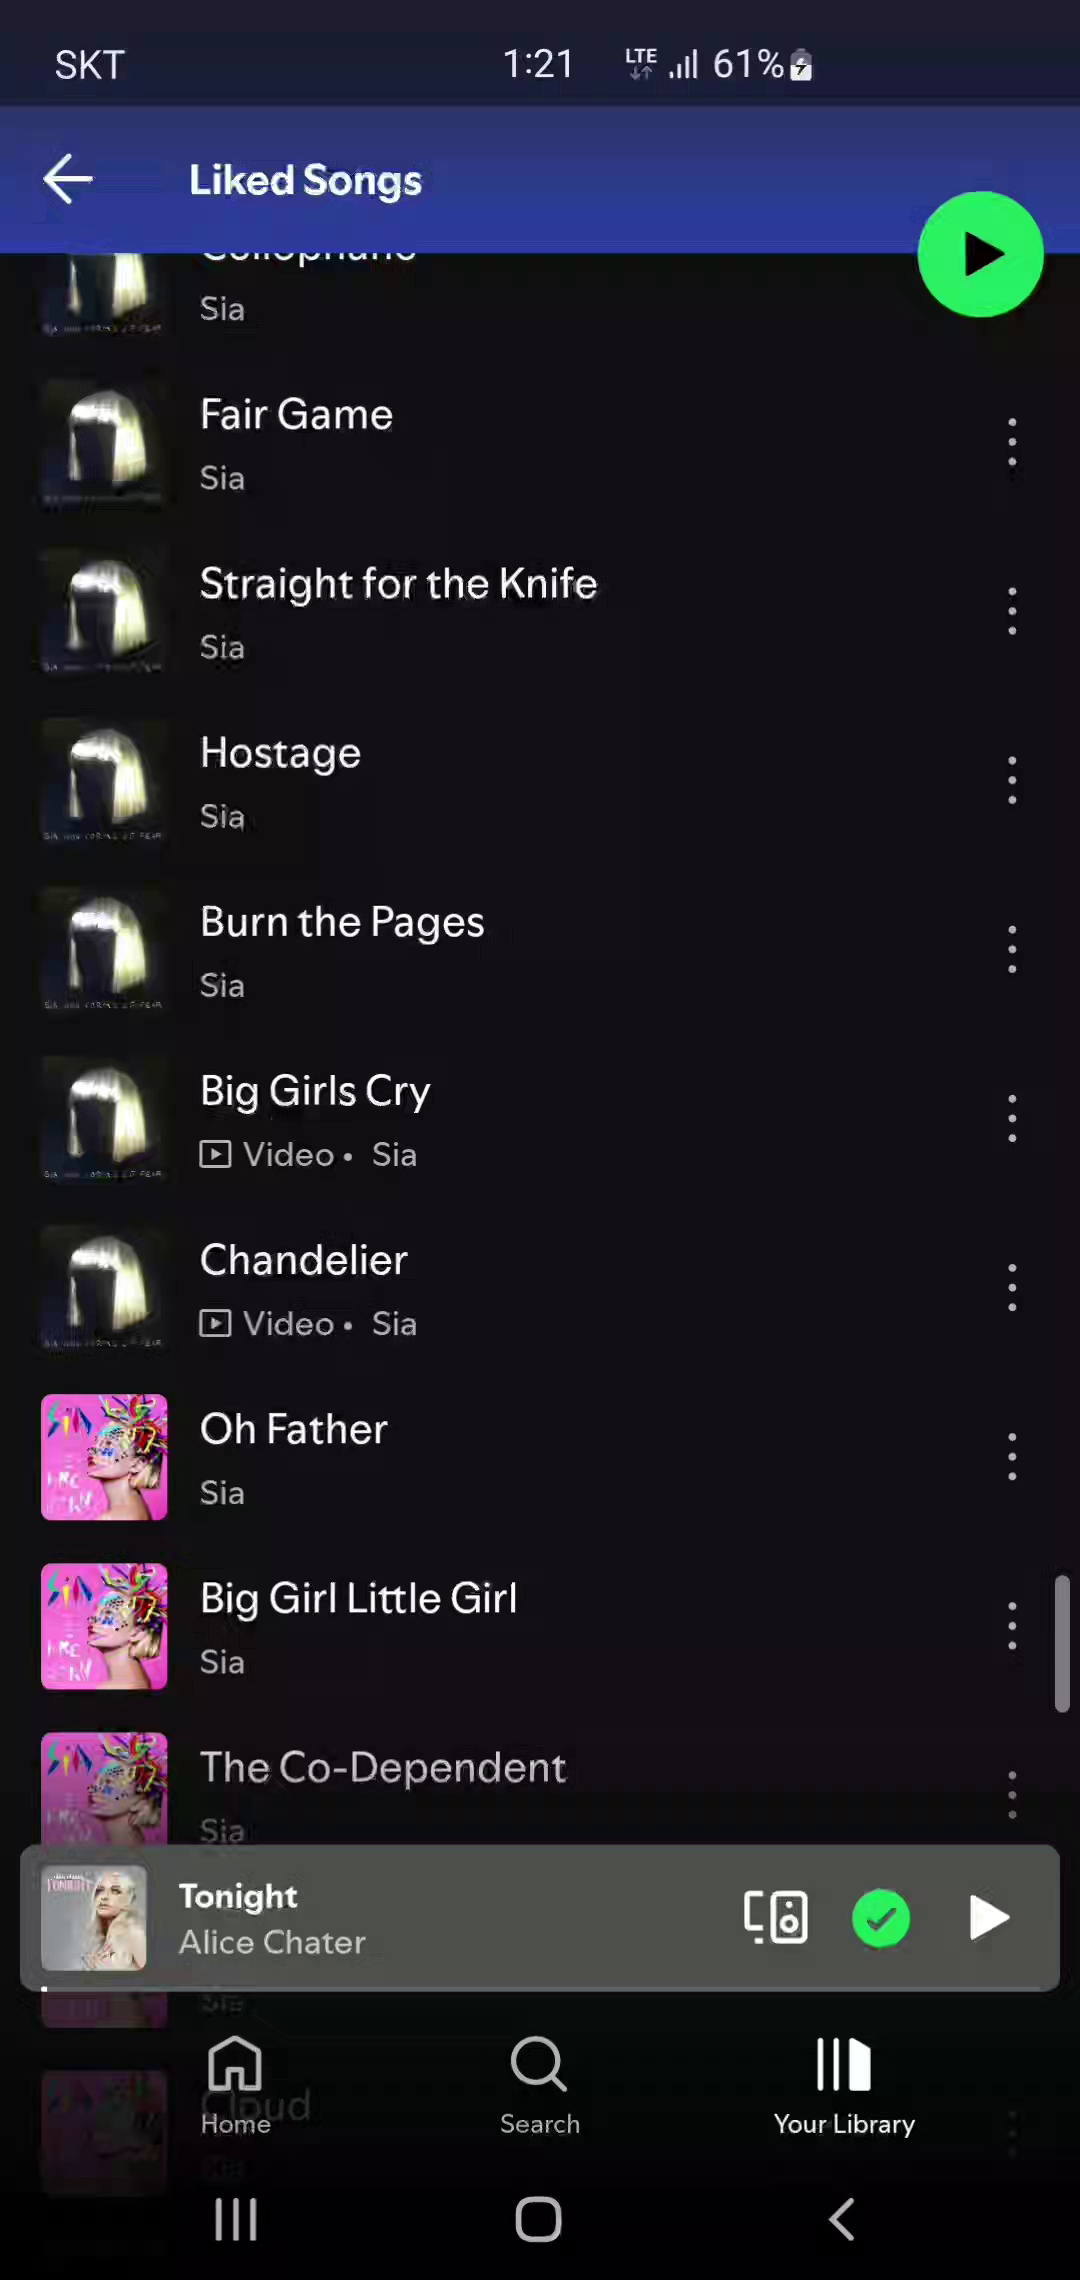 SKT 1:21 LTE 61%
Liked Songs
Sia
Fair Game
Sia
Straight for the Knife
Sia
Hostage
Sia
Burn the Pages
Sia
Big Girls Cry
Video • Sia
Chandelier
Video • Sia
Oh Father
Sia
Big Girl Little Girl
Sia
The Co-Dependent
Sia
Tonight
Alice Chater
Sia
Cloud
Home Search Your Library